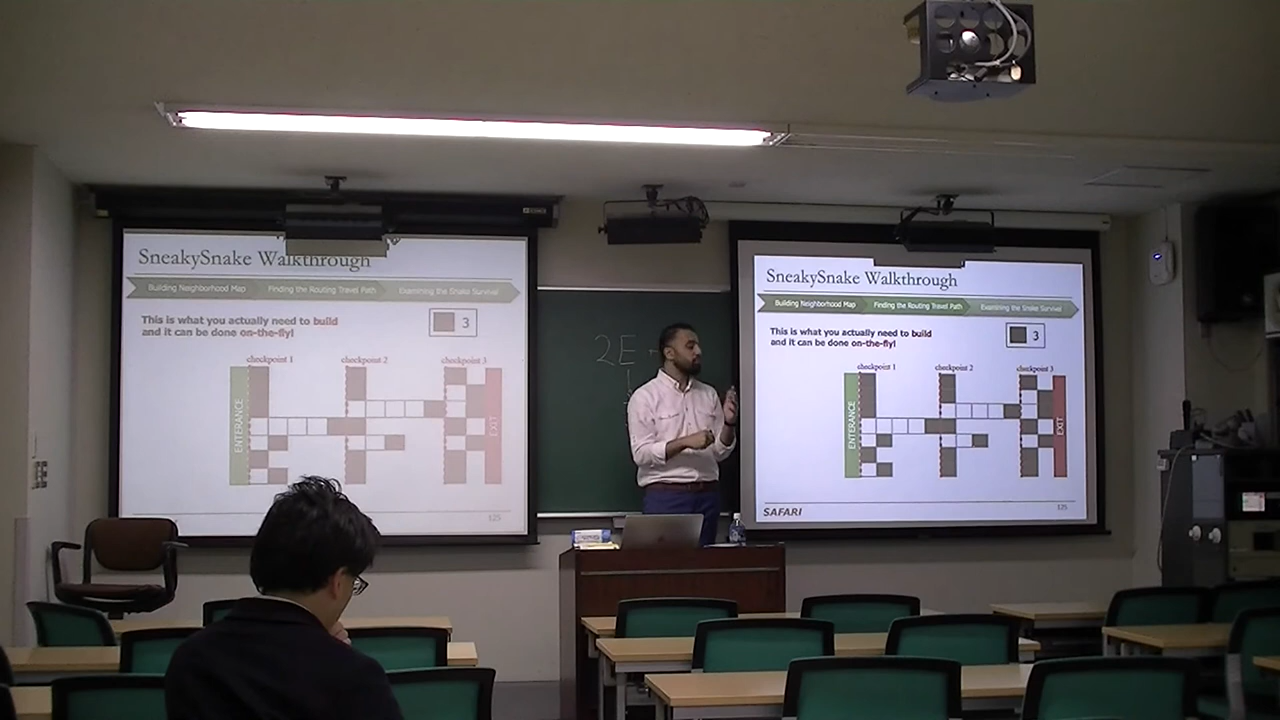 SneakySnake Walkthrough
Building Neighborhood Map
Finding the Routing Travel Path
Examining the Snake Survival
This is what you actually need to build
and it can be done on-the-fly!
3
checkpoint 1
checkpoint 2
checkpoint 3
ENTERANCE
EXIT
125
2E
SneakySnake Walkthrough
Building Neighborhood Map
Finding the Routing Travel Path
Examining the Snake Survival
This is what you actually need to build
and it can be done on-the-fly!
3
checkpoint 1
checkpoint 2
checkpoint 3
ENTERANCE
EXIT
SAFARI
125